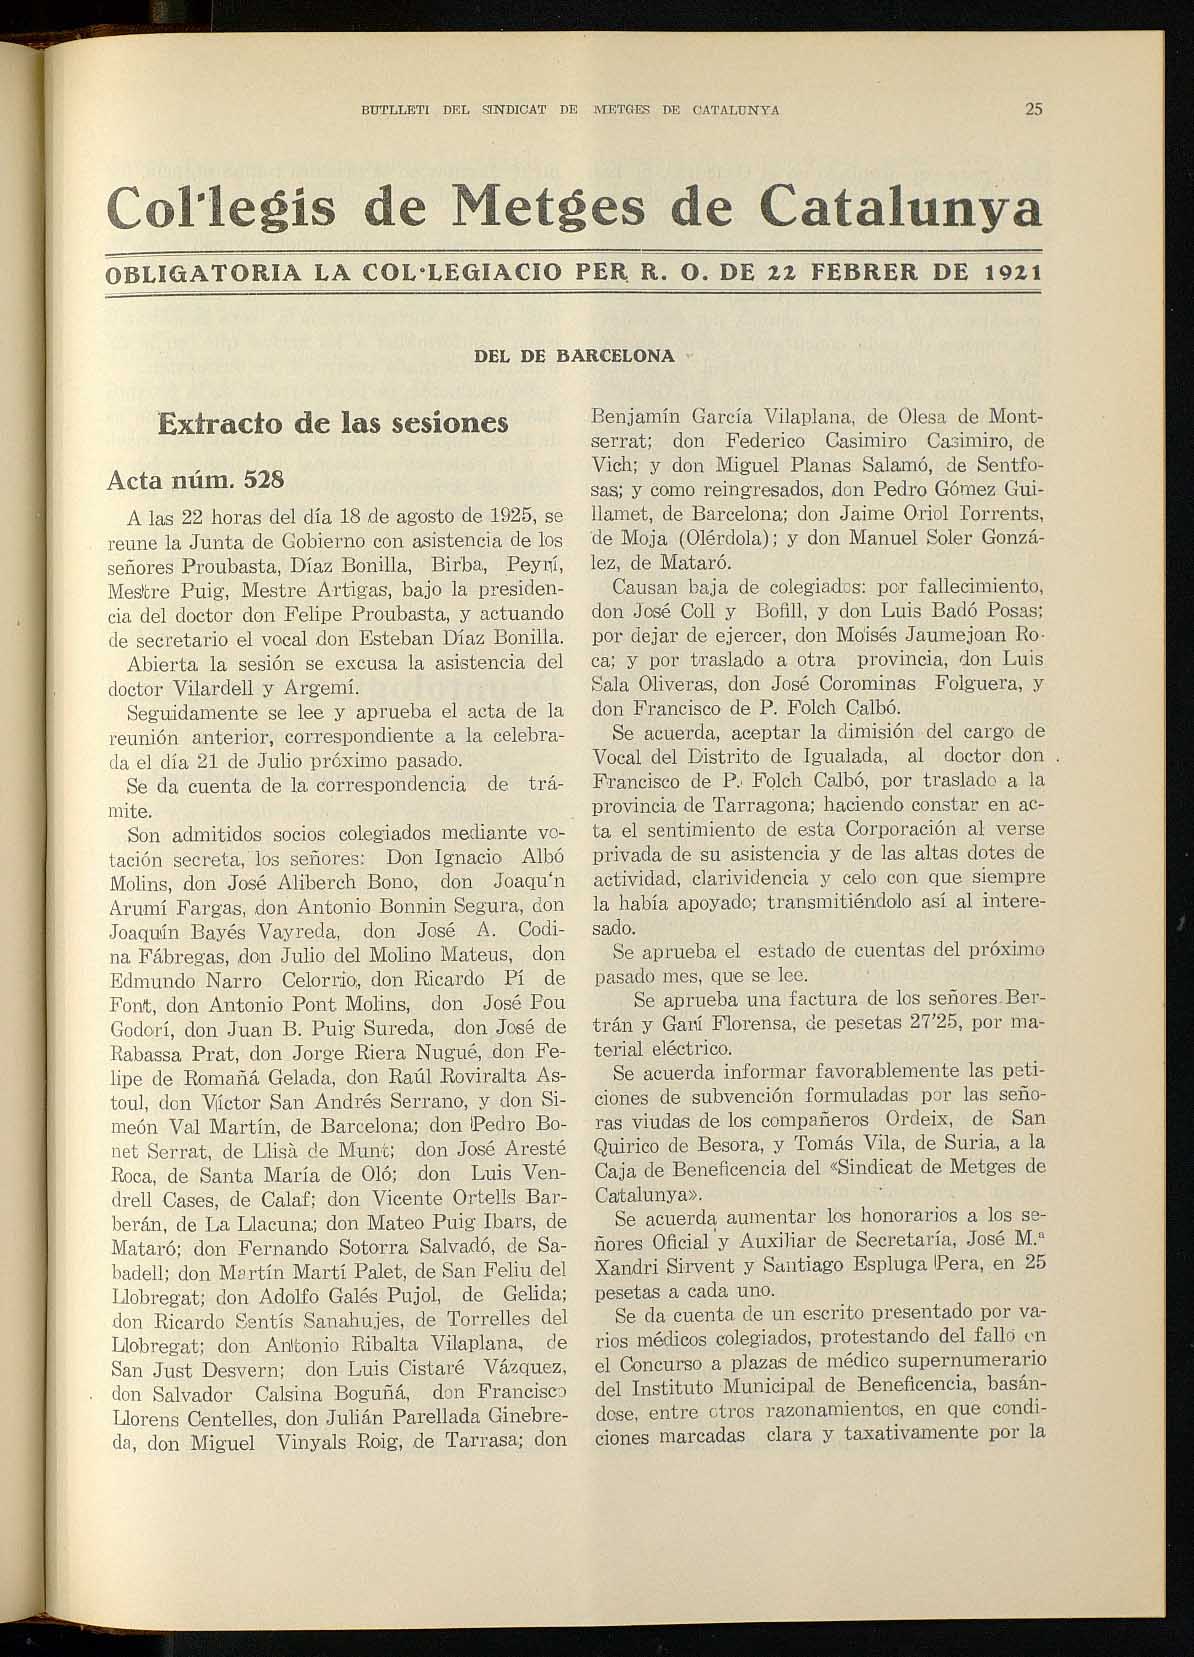 BUTLLETI DEL SINDICAT DE METGES DE CATALUNYA 25
Col·legis de Metges de Catalunya
OBLIGATORIA LA COL·LEGIACIO PER R. O. DE 22 FEBRER DE 1921
DEL DE BARCELONA
Extracto de las sesiones
Acta núm. 528
A las 22 horas del día 18 de agosto de 1925, se
reune la Junta de Gobierno con asistencia de los
señores Proubasta, Díaz Bonilla, Birba, Peyrí,
Mestre Puig, Mestre Artigas, bajo la presiden-
cia del doctor don Felipe Proubasta, y actuando
de secretario el vocal don Esteban Díaz Bonilla.
Abierta la sesión se excusa la asistencia del
doctor Vilardell y Argemí.
Seguidamente se lee y aprueba el acta de la
reunión anterior, correspondiente a la celebra-
da el día 21 de Julio próximo pasado.
Se da cuenta de la correspondencia de trá-
mite.
Son admitidos socios colegiados mediante vo-
tación secreta, los señores: Don Ignacio Albó
Molins, don José Aliberch Bono, don Joaqu'n
Arumí Fargas, don Antonio Bonnin Segura, don
Joaquín Bayés Vayreda, don José A. Codi-
na Fábregas, don Julio del Molino Mateus, don
Edmundo Narro Celorrio, don Ricardo Pí de
Font, don Antonio Pont Molins, don José Pou
Godorí, don Juan B. Puig Sureda, don José de
Rabassa Prat, don Jorge Riera Nugué, don Fe-
lipe de Romañá Gelada, don Raúl Roviralta As-
toul, don Víctor San Andrés Serrano, y don Si-
meón Val Martín, de Barcelona; don Pedro Bo-
net Serrat, de Llisà de Munt; don José Aresté
Roca, de Santa María de Oló; don Luis Ven-
drell Cases, de Calaf; don Vicente Ortells Bar-
berán, de La Llacuna; don Mateo Puig Ibars, de
Mataró; don Fernando Sotorra Salvadó, de Sa-
badell; don Martín Martí Palet, de San Feliu del
Llobregat; don Adolfo Galés Pujol, de Gelida;
don Ricardo Sentís Sanahujes, de Torrelles del
Llobregat; don Antonio Ribalta Vilaplana, de
San Just Desvern; don Luis Cistaré Vázquez,
don Salvador Calsina Boguñá, don Francisco
Llorens Centelles, don Julián Parellada Ginebre-
da, don Miguel Vinyals Roig, de Tarrasa; don
Benjamín García Vilaplana, de Olesa de Mont-
serrat; don Federico Casimiro Casimiro, de
Vich; y don Miguel Planas Salamó, de Sentfo-
sas; y como reingresados, don Pedro Gómez Gui-
llamet, de Barcelona; don Jaime Oriol Torrents,
de Moja (Olérdola); y don Manuel Soler Gonzá-
lez, de Mataró.
Causan baja de colegiados: por fallecimiento,
don José Coll y Bofill, y don Luis Badó Posas;
por dejar de ejercer, don Moisés Jaumejoan Ro-
ca; y por traslado a otra provincia, don Luis
Sala Oliveras, don José Corominas Folguera, y
don Francisco de P. Folch Calbó.
Se acuerda, aceptar la dimisión del cargo de
Vocal del Distrito de Igualada, al doctor don
Francisco de P. Folch Calbó, por traslado a la
provincia de Tarragona; haciendo constar en ac-
ta el sentimiento de esta Corporación al verse
privada de su asistencia y de las altas dotes de
actividad, clarividencia y celo con que siempre
la había apoyado; transmitiéndolo así al intere-
sado.
Se aprueba el estado de cuentas del próximo
pasado mes, que se lee.
Se aprueba una factura de los señores Ber-
trán y Garí Florensa, de pesetas 27'25, por ma-
terial eléctrico.
Se acuerda informar favorablemente las peti-
ciones de subvención formuladas por las seño-
ras viudas de los compañeros Ordeix, de San
Quirico de Besora, y Tomás Vila, de Suria, a la
Caja de Beneficencia del «Sindicat de Metges de
Catalunya».
Se acuerda aumentar los honorarios a los se-
ñores Oficial y Auxiliar de Secretaría, José M.ª
Xandri Sirvent y Santiago Espluga Pera, en 25
pesetas a cada uno.
Se da cuenta de un escrito presentado por va-
rios médicos colegiados, protestando del fallo en
el Concurso a plazas de médico supernumerario
del Instituto Municipal de Beneficencia, basán-
dose, entre otros razonamientos, en que condi-
ciones marcadas clara y taxativamente por la